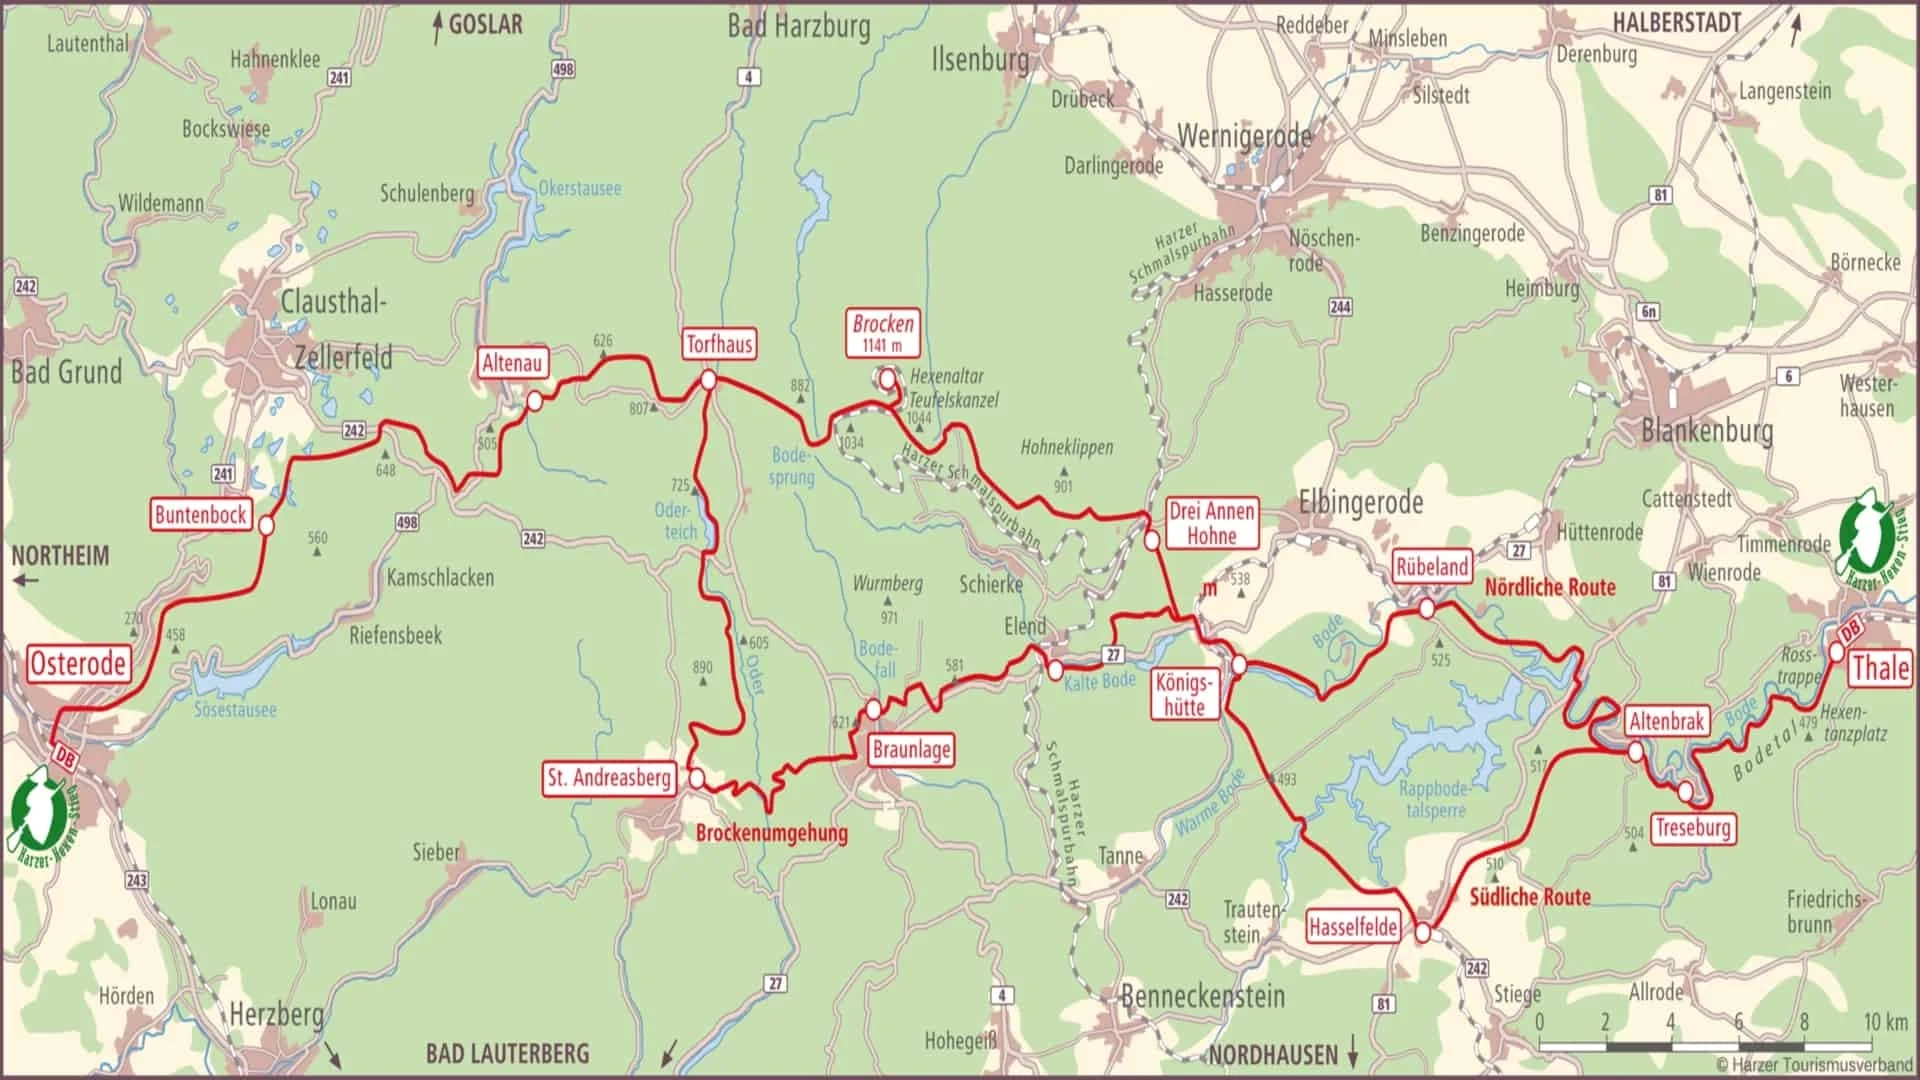 GOSLAR
Bad Harzburg
HALBERSTADT
Lautenthal
Hahnenklee
241
498
4
Ilsenburg
Reddeber
Minsleben
Derenburg
Drübeck
Silstedt
Langenstein
Bockswiese
Wernigerode
Darlingerode
Schulenberg
Okerstausee
Wildemann
81
Harzer
Schmalspurbahn
Nöschen-
rode
Benzingerode
Börnecke
242
Clausthal-
Zellerfeld
Hasserode
244
Heimburg
6n
Bad Grund
Altenau
626
Torfhaus
Brocken
1141 m
Hexenaltar
Teufelskanzel
1044
882
807
1034
6
Wester-
hausen
Blankenburg
242
648
505
Bode-
sprung
Harzer Schmalspurbahn
Hohneklippen
901
241
Buntenbock
725
Oder-
teich
Drei Annen
Hohne
Elbingerode
Cattenstedt
498
560
242
Hüttenrode
27
Timmenrode
Harzer-Hexen-Stieg
NORTHEIM
Kamschlacken
Wurmberg
971
Schierke
m
538
Rübeland
Nördliche Route
81
Wienrode
270
458
Riefensbeek
605
Elend
27
Bode
525
DB
Osterode
890
Oder
Bode-
fall
581
Kalte Bode
Königs-
hütte
Ross-
trappe
Thale
Sösestausee
621
Braunlage
Altenbrak
Bode
Bodetal
479
Hexen-
tanzplatz
DB
Harzer-Hexen-Stieg
St. Andreasberg
Harzer
Schmalspurbahn
Warme Bode
493
Rappbode-
talsperre
517
Brockenumgehung
504
Treseburg
Sieber
Tanne
510
243
Lonau
242
Trauten-
stein
Hasselfelde
Südliche Route
Friedrichs-
brunn
27
4
242
81
Hörden
Herzberg
Benneckenstein
Stiege
Allrode
Hohegeiß
BAD LAUTERBERG
NORDHAUSEN
0 2 4 6 8 10 km
© Harzer Tourismusverband